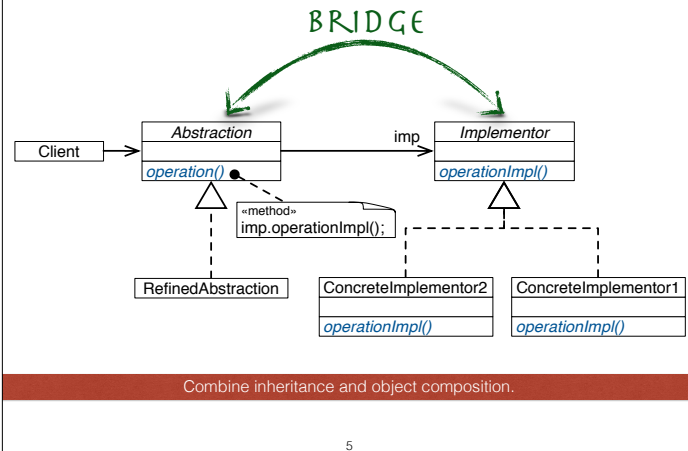 BRIDGE
Abstraction
imp
Implementor
Client
operation()
operationImpl()
«method»
imp.operationImpl();
RefinedAbstraction
ConcreteImplementor2
ConcreteImplementor1
operationImpl()
operationImpl()
Combine inheritance and object composition.
5